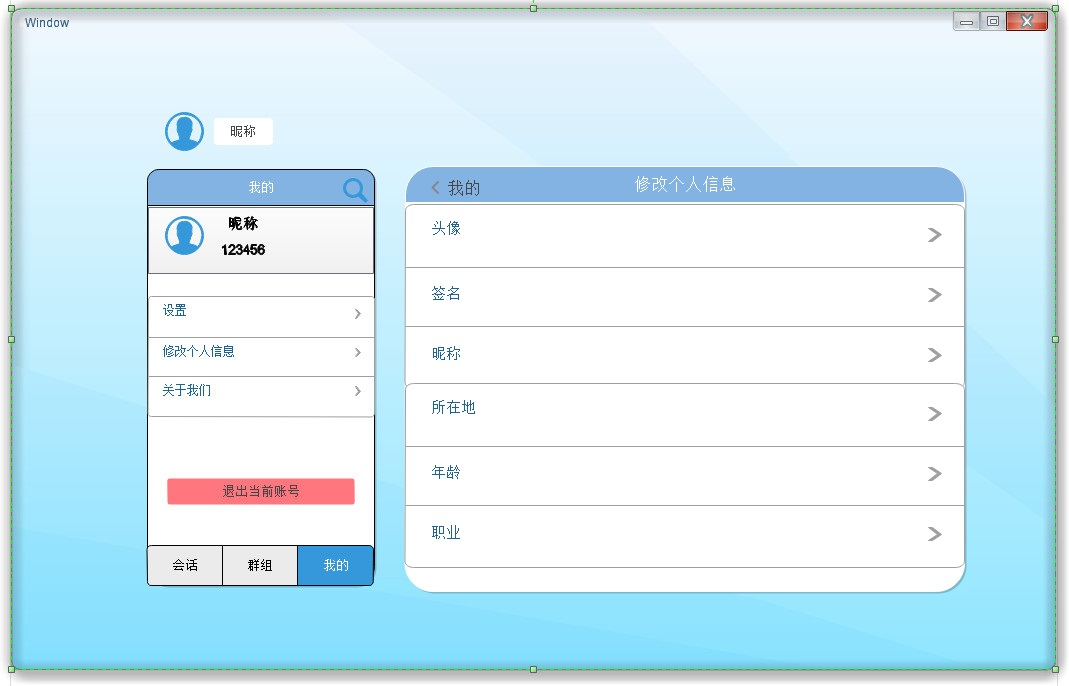 Window
昵称
我的
昵称
123456
设置
修改个人信息
关于我们
退出当前账号
会话 群组 我的
我的 修改个人信息
头像
签名
昵称
所在地
年龄
职业